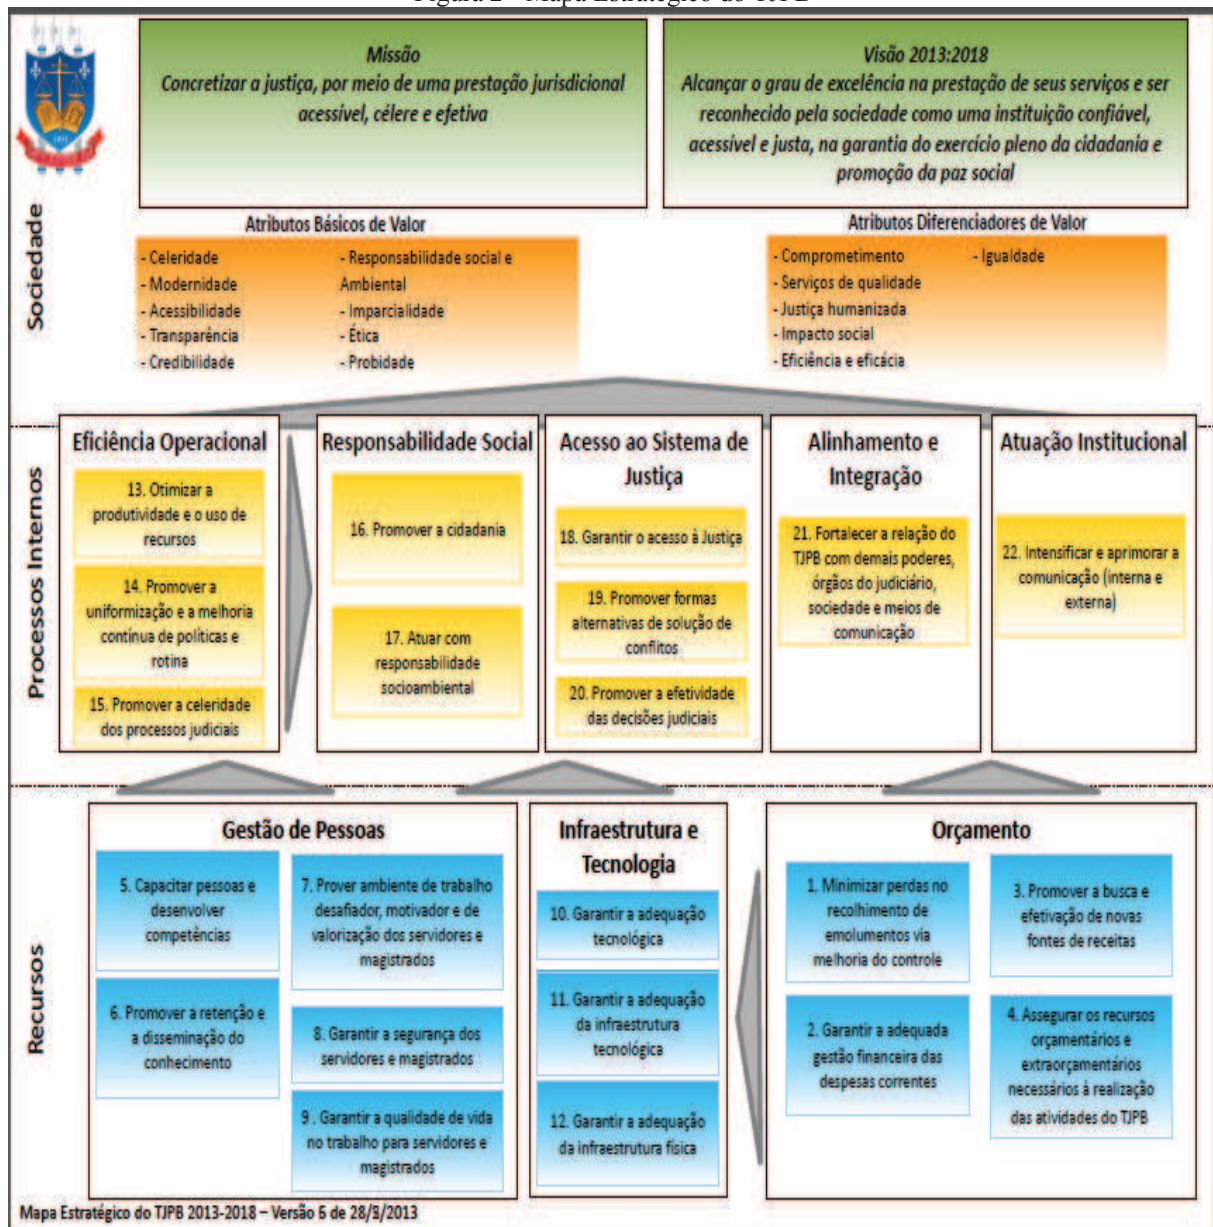 Missão
Concretizar a justiça, por meio de uma prestação jurisdicional
acessível, célere e efetiva
Visão 2013:2018
Alcançar o grau de excelência na prestação de seus serviços e ser
reconhecido pela sociedade como uma instituição confiável,
acessível e justa, na garantia do exercício pleno da cidadania e
promoção da paz social
Sociedade
Atributos Básicos de Valor
- Celeridade
- Modernidade
- Acessibilidade
- Transparência
- Credibilidade
- Responsabilidade social e
Ambiental
- Imparcialidade
- Ética
- Probidade
Atributos Diferenciadores de Valor
- Comprometimento
- Serviços de qualidade
- Justiça humanizada
- Impacto social
- Eficiência e eficácia
- Igualdade
Processos Internos
Eficiência Operacional
13. Otimizar a
produtividade e o uso de
recursos
14. Promover a
uniformização e a melhoria
contínua de políticas e
rotina
15. Promover a celeridade
dos processos judiciais
Responsabilidade Social
16. Promover a cidadania
17. Atuar com
responsabilidade
socioambiental
Acesso ao Sistema de
Justiça
18. Garantir o acesso à Justiça
19. Promover formas
alternativas de solução de
conflitos
20. Promover a efetividade
das decisões judiciais
Alinhamento e
Integração
21. Fortalecer a relação do
TJPB com demais poderes,
órgãos do judiciário,
sociedade e meios de
comunicação
Atuação Institucional
22. Intensificar e aprimorar a
comunicação (interna e
externa)
Recursos
Gestão de Pessoas
5. Capacitar pessoas e
desenvolver
competências
6. Promover a retenção e
a disseminação do
conhecimento
7. Prover ambiente de trabalho
desafiador, motivador e de
valorização dos servidores e
magistrados
8. Garantir a segurança dos
servidores e magistrados
9 . Garantir a qualidade de vida
no trabalho para servidores e
magistrados
Infraestrutura e
Tecnologia
10. Garantir a adequação
tecnológica
11. Garantir a adequação
da infraestrutura
tecnológica
12. Garantir a adequação
da infraestrutura física
Orçamento
1. Minimizar perdas no
recolhimento de
emolumentos via
melhoria do controle
2. Garantir a adequada
gestão financeira das
despesas correntes
3. Promover a busca e
efetivação de novas
fontes de receitas
4. Assegurar os recursos
orçamentários e
extraorçamentários
necessários à realização
das atividades do TJPB
Mapa Estratégico do TJPB 2013-2018 – Versão 6 de 28/9/2013